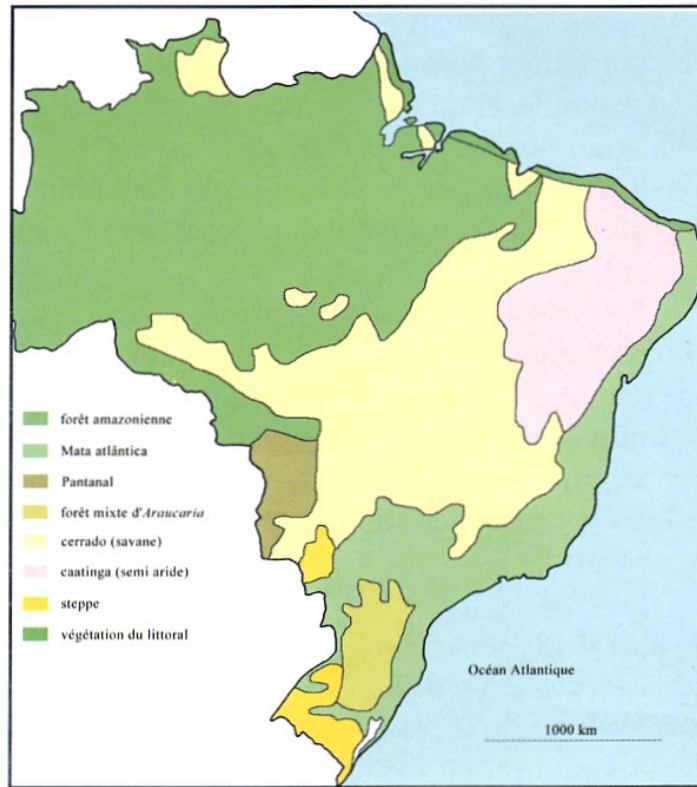 forêt amazonienne
Mata atlântica
Pantanal
forêt mixte d'Araucaria
cerrado (savane)
caatinga (semi aride)
steppe
végétation du littoral
Océan Atlantique
1000 km